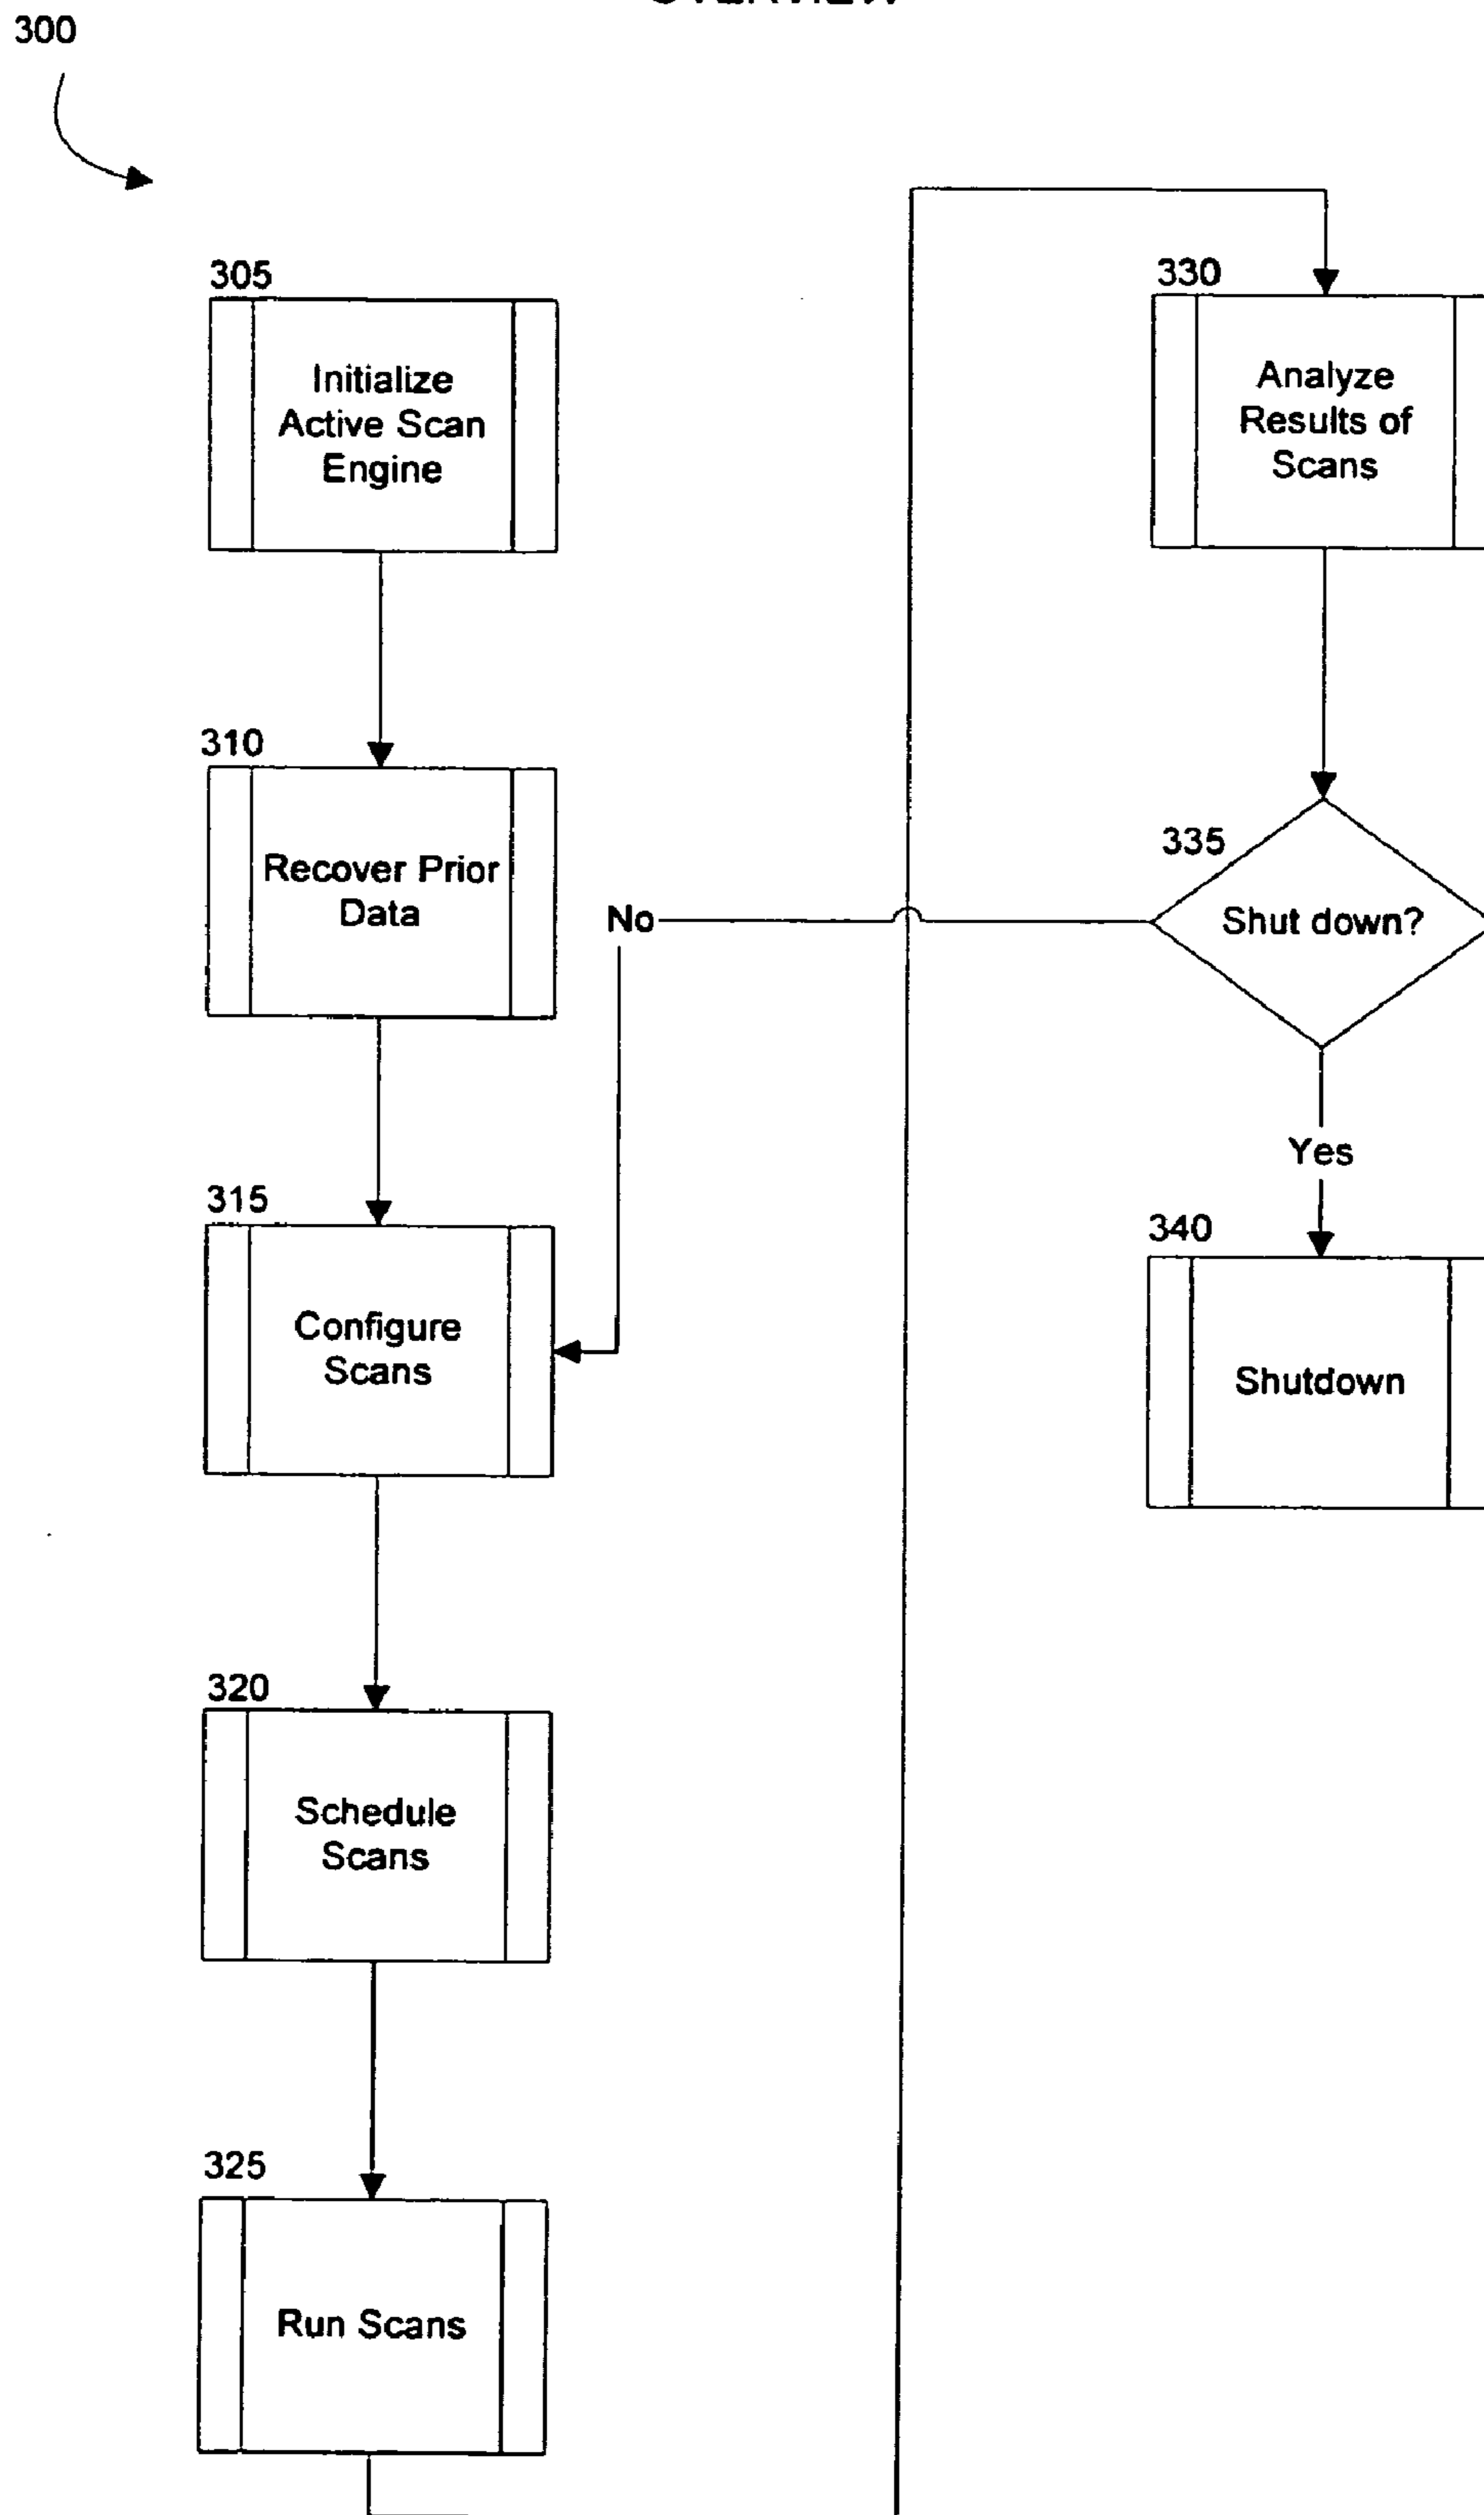 300
305
Initialize
Active Scan
Engine
310
Recover Prior
Data
No
315
Configure
Scans
320
Schedule
Scans
325
Run Scans
330
Analyze
Results of
Scans
335
Shut down?
Yes
340
Shutdown